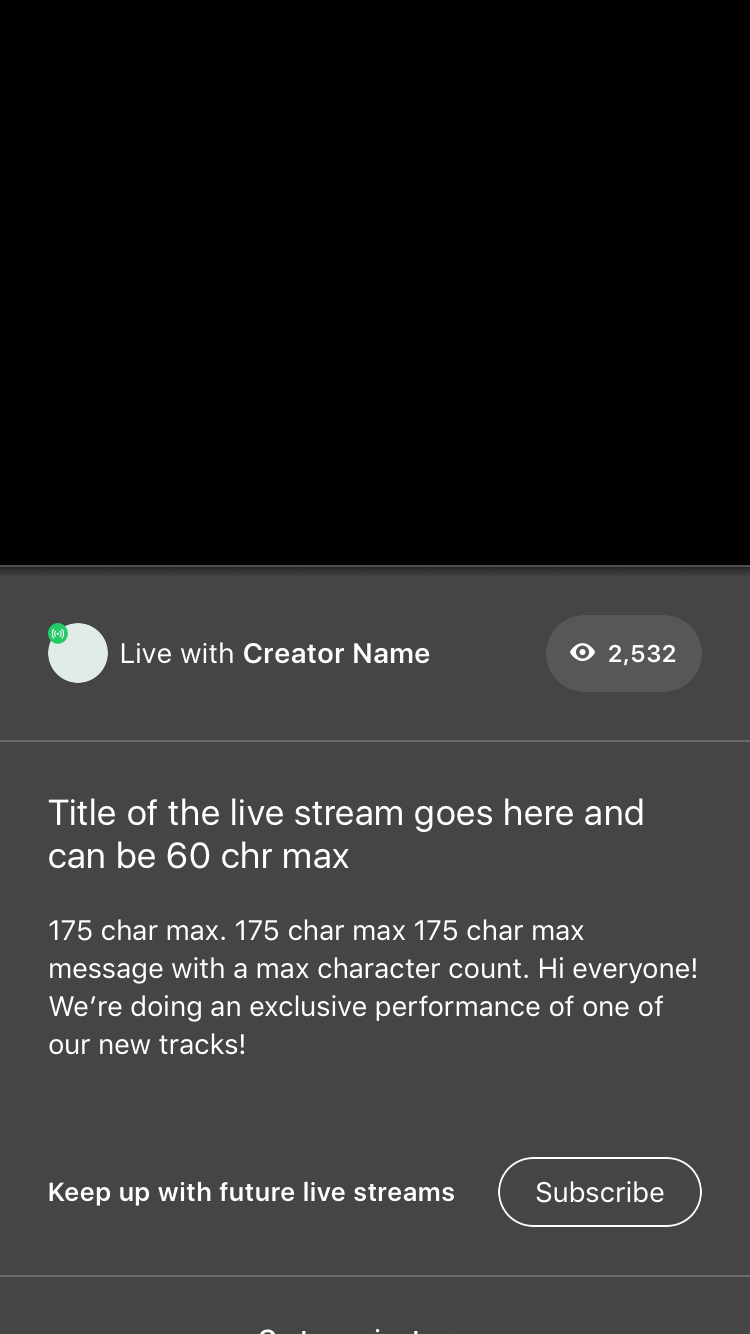 Live with Creator Name
2,532
Title of the live stream goes here and
can be 60 chr max
175 char max. 175 char max 175 char max
message with a max character count. Hi everyone!
We’re doing an exclusive performance of one of
our new tracks!
Keep up with future live streams
Subscribe